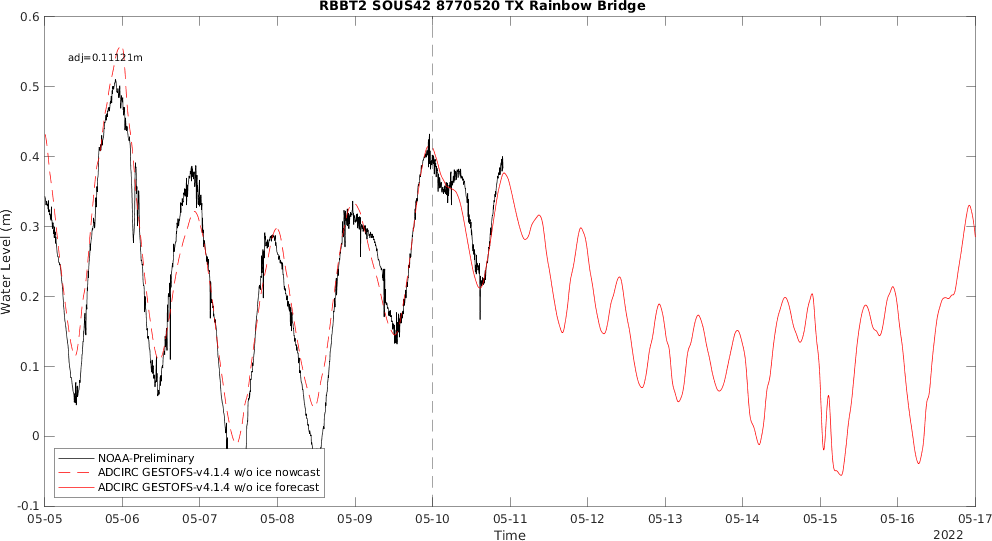 RBBT2 SOUS42 8770520 TX Rainbow Bridge
0.6
adj=0.11121m
0.5
0.4
0.3
0.2
0.1
0
-0.1
Water Level (m)
NOAA-Preliminary
ADCIRC GESTOFS-v4.1.4 w/o ice nowcast
ADCIRC GESTOFS-v4.1.4 w/o ice forecast
05-05 05-06 05-07 05-08 05-09 05-10 05-11 05-12 05-13 05-14 05-15 05-16 05-17
Time
2022